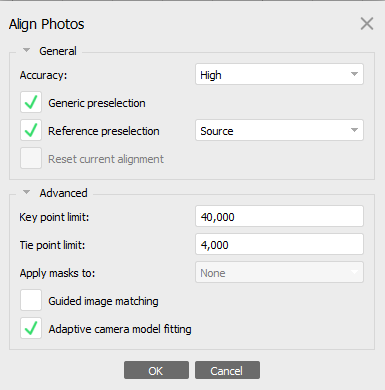 Align Photos
General
Accuracy: High
Generic preselection
Reference preselection Source
Reset current alignment
Advanced
Key point limit: 40,000
Tie point limit: 4,000
Apply masks to: None
Guided image matching
Adaptive camera model fitting
OK Cancel